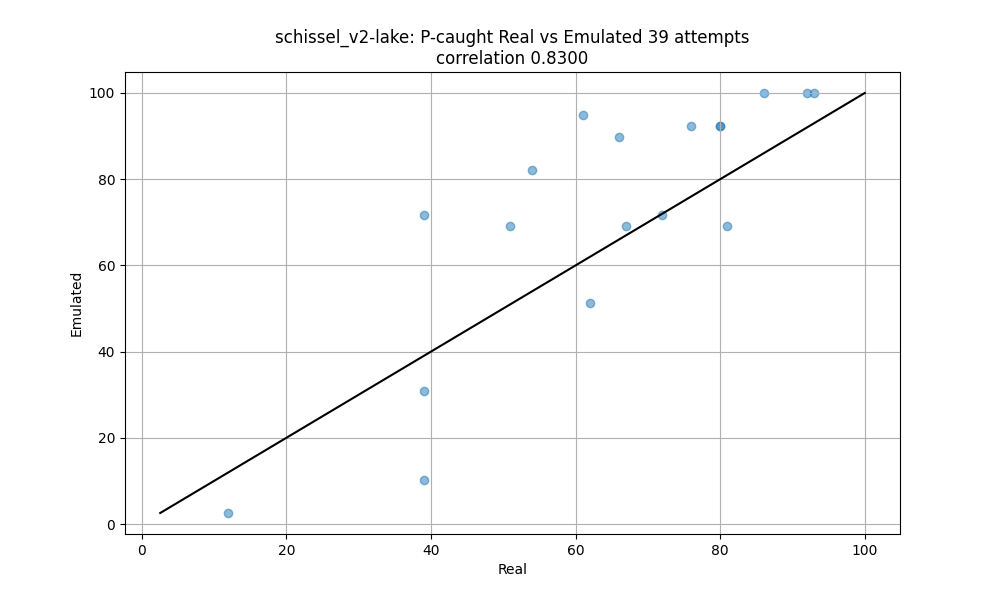 schissel_v2-lake: P-caught Real vs Emulated 39 attempts
correlation 0.8300
100
80
60
40
20
0
Emulated
0 20 40 60 80 100
Real